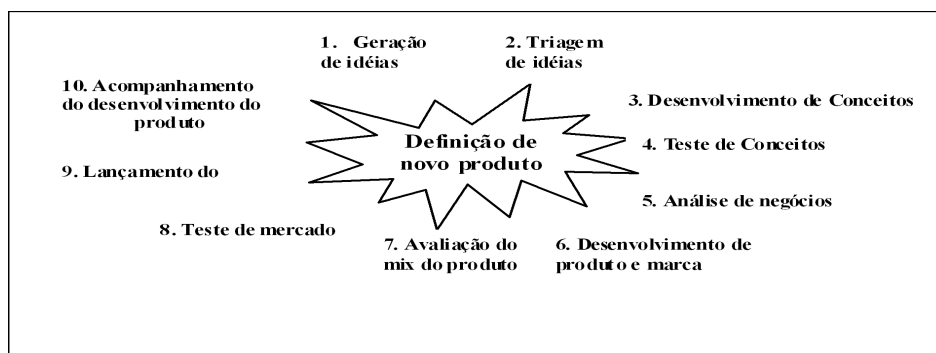 1. Geração
de idéias
2. Triagem
de idéias
3. Desenvolvimento de Conceitos
4. Teste de Conceitos
5. Análise de negócios
6. Desenvolvimento de
produto e marca
7. Avaliação do
mix do produto
8. Teste de mercado
9. Lançamento do
10. Acompanhamento
do desenvolvimento do
produto
Definição de
novo produto